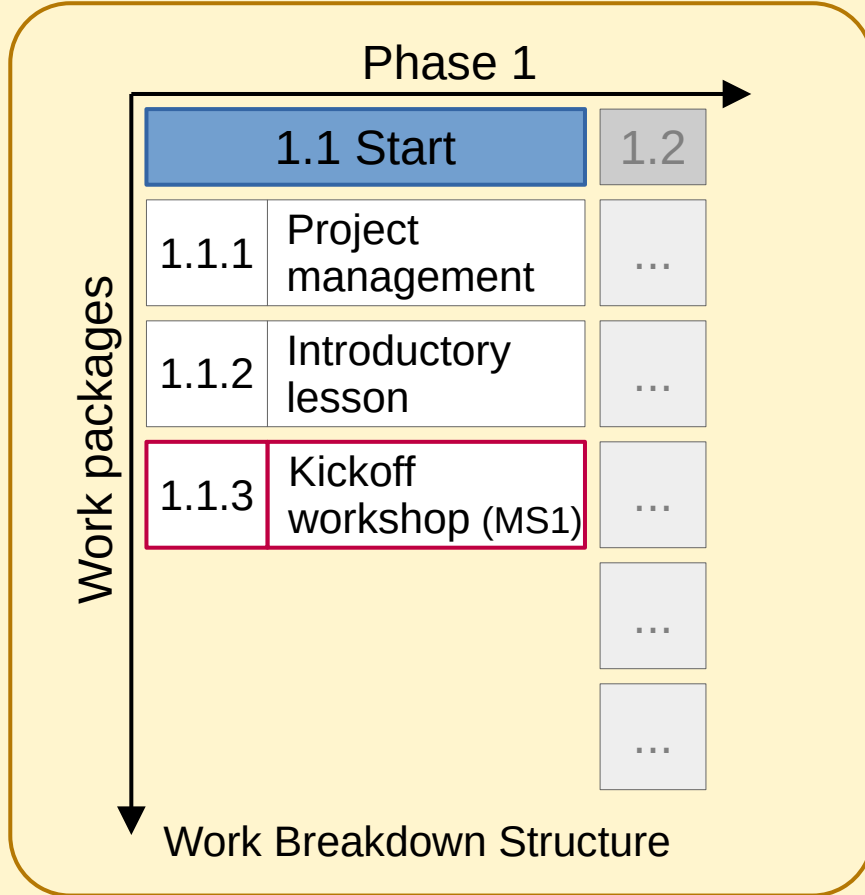 Phase 1
1.1 Start
1.2
1.1.1
Project
management
...
1.1.2
Introductory
lesson
...
1.1.3
Kickoff
workshop (MS1)
...
...
...
Work packages
Work Breakdown Structure